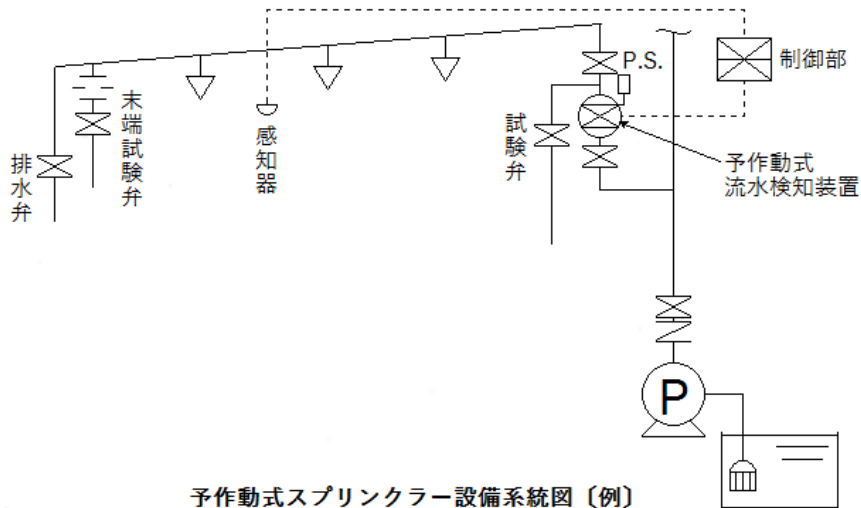 P.S.
制御部
末端試験弁
感知器
試験弁
排水弁
予作動式
流水検知装置
P
予作動式スプリンクラー設備系統図〔例〕